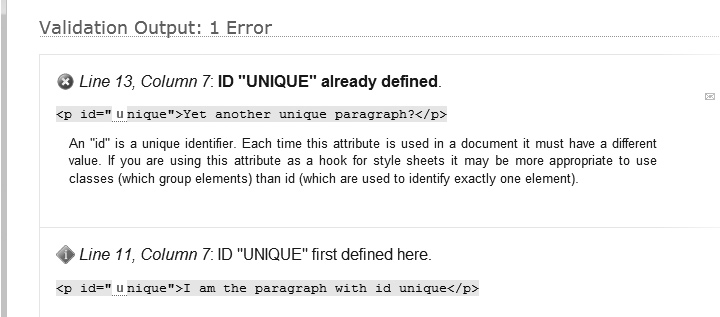 Validation Output: 1 Error
Line 13, Column 7: ID "UNIQUE" already defined.
<p id="unique">Yet another unique paragraph?</p>
An "id" is a unique identifier. Each time this attribute is used in a document it must have a different
value. If you are using this attribute as a hook for style sheets it may be more appropriate to use
classes (which group elements) than id (which are used to identify exactly one element).
Line 11, Column 7: ID "UNIQUE" first defined here.
<p id="unique">I am the paragraph with id unique</p>